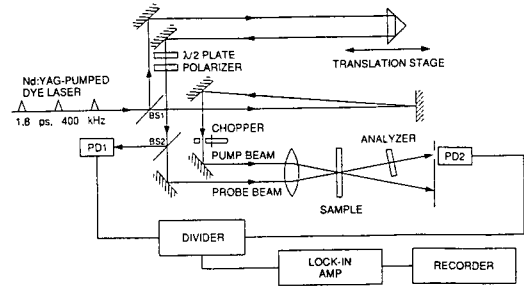 λ/2 PLATE
POLARIZER
TRANSLATION STAGE
Nd:YAG-PUMPED
DYE LASER
1.8 ps, 400 kHz
BS1
CHOPPER
BS2
PD1
ANALYZER
PD2
PUMP BEAM
PROBE BEAM
SAMPLE
DIVIDER
LOCK-IN
AMP
RECORDER